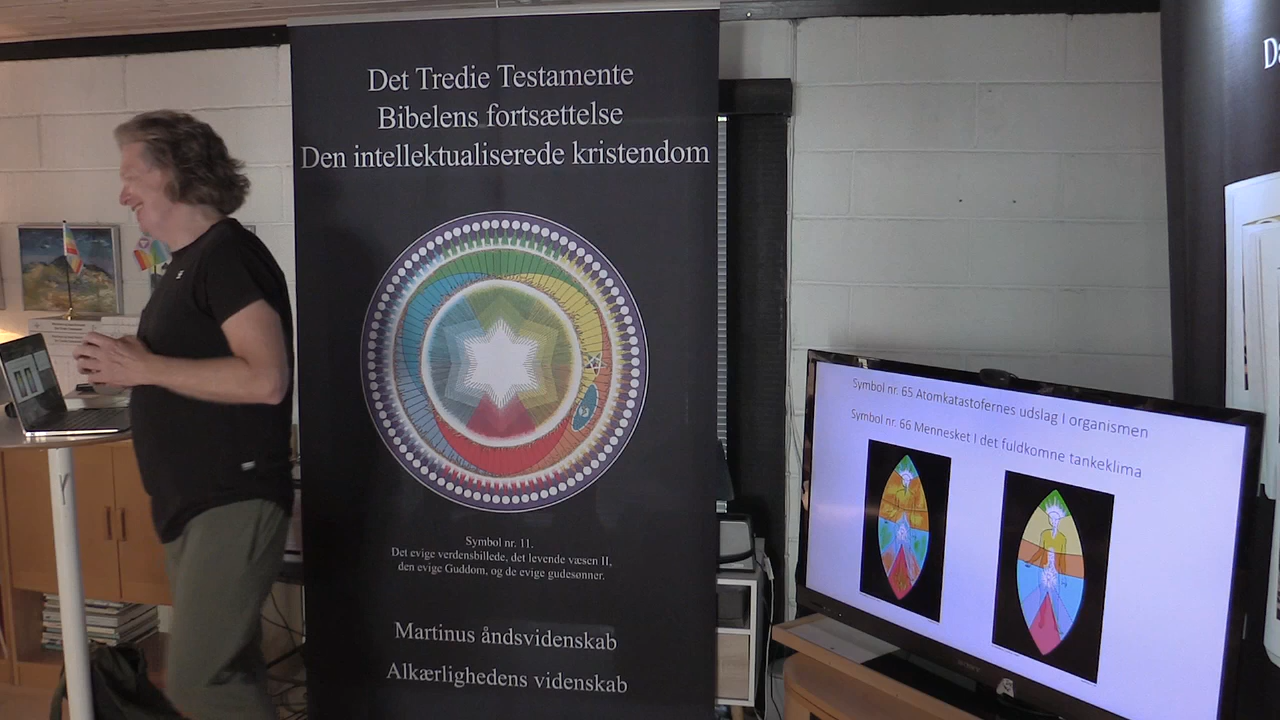 Det Tredie Testamente
Bibelens fortsættelse
Den intellektualiserede kristendom
Symbol nr. 11.
Det evige verdensbillede, det levende væsen II,
den evige Guddom, og de evige gudesønner.
Martinus åndsvidenskab
Alkærlighedens videnskab
Symbol nr. 65 Atomkatastofernes udslag I organismen
Symbol nr. 66 Mennesket I det fuldkomne tankeklima
SONY